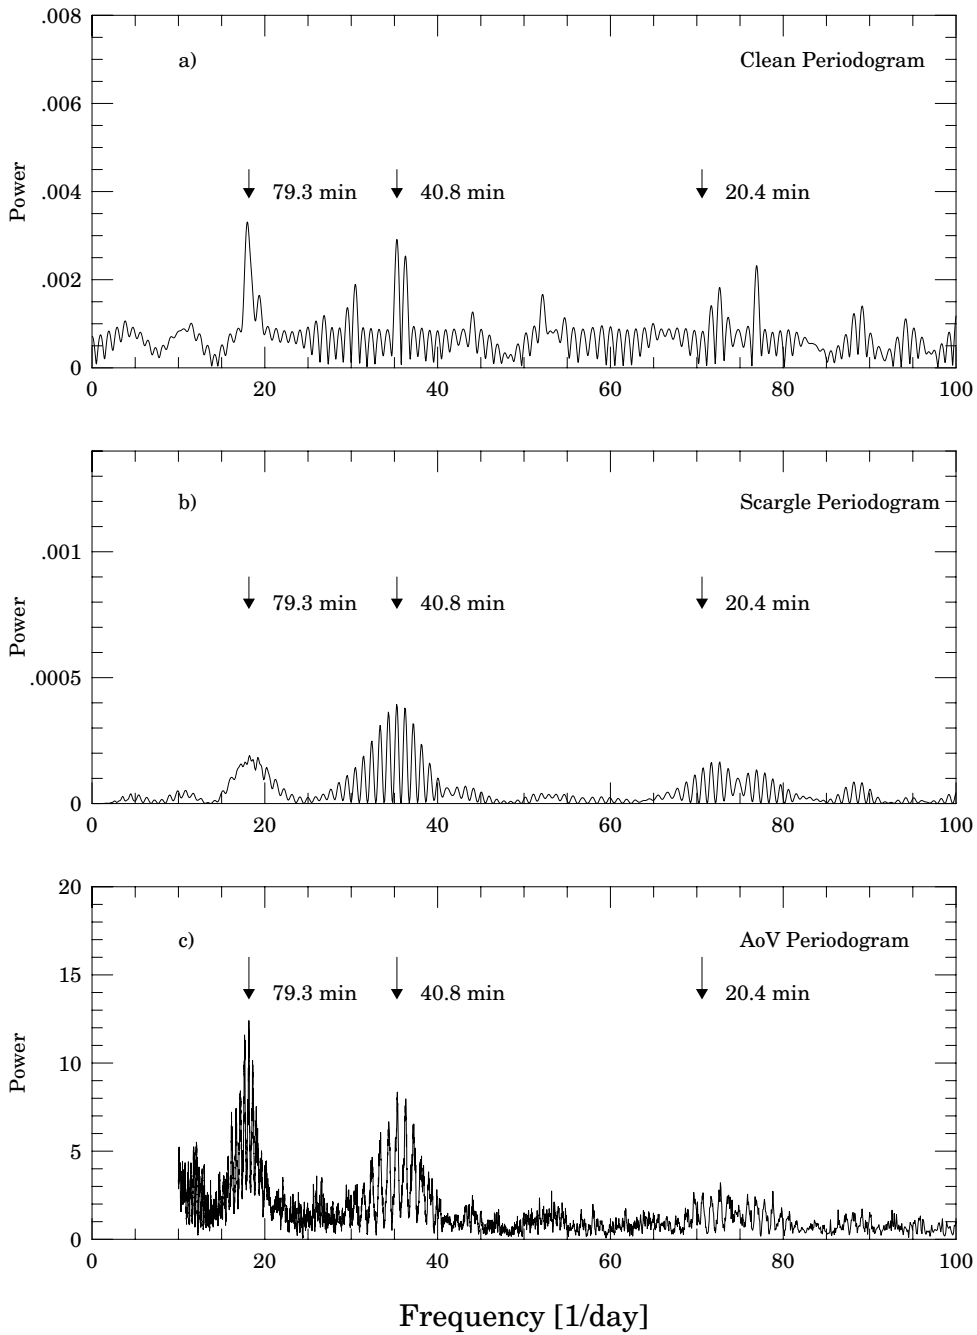 .008
a)
Clean Periodogram
.006
Power
.004
79.3 min
40.8 min
20.4 min
.002
0
0
20
40
60
80
100
b)
Scargle Periodogram
.001
Power
79.3 min
40.8 min
20.4 min
.0005
0
0
20
40
60
80
100
20
c)
AoV Periodogram
15
79.3 min
40.8 min
20.4 min
Power
10
5
0
0
20
40
60
80
100
Frequency [1/day]